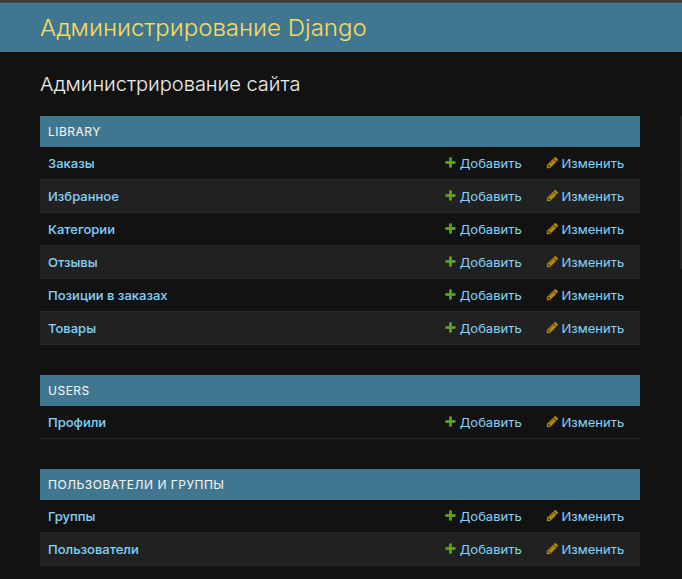 Администрирование Django
Администрирование сайта
LIBRARY
Заказы Добавить Изменить
Избранное Добавить Изменить
Категории Добавить Изменить
Отзывы Добавить Изменить
Позиции в заказах Добавить Изменить
Товары Добавить Изменить
USERS
Профили Добавить Изменить
ПОЛЬЗОВАТЕЛИ И ГРУППЫ
Группы Добавить Изменить
Пользователи Добавить Изменить